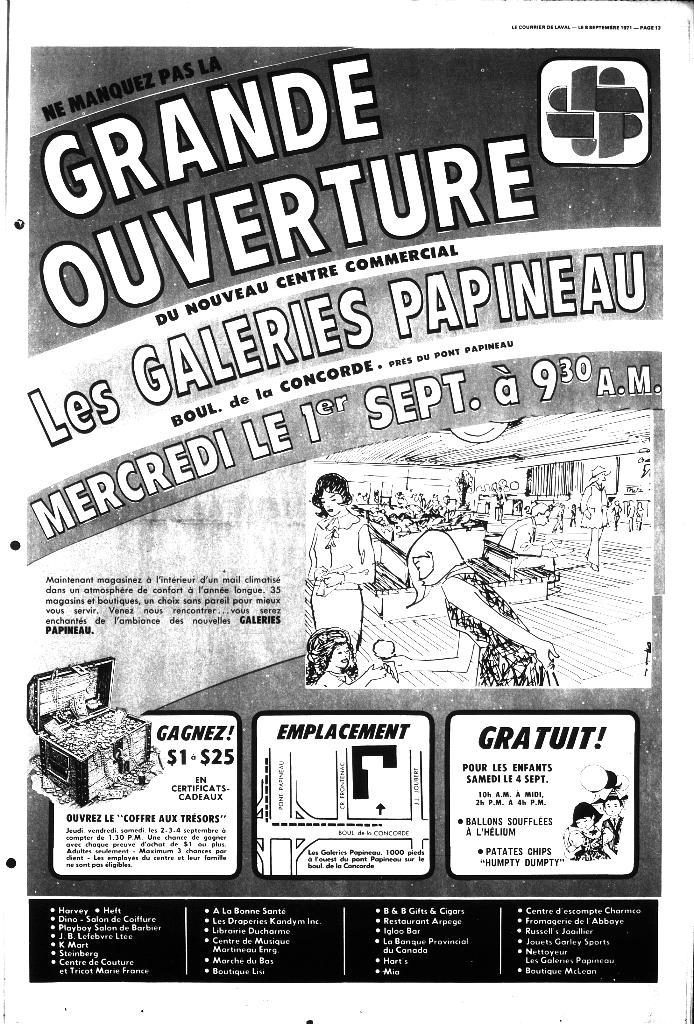 LE COURRIER DE LAVAL — LE 8 SEPTEMBRE 1971 — PAGE 13
NE MANQUEZ PAS LA
GRANDE
OUVERTURE
DU NOUVEAU CENTRE COMMERCIAL
Les GALERIES PAPINEAU
BOUL. de la CONCORDE . PRÈS DU PONT PAPINEAU
MERCREDI LE 1er SEPT. à 9 30 A.M.
Maintenant magasinez à l'intérieur d'un mail climatisé
dans un atmosphère de confort à l'année longue. 35
magasins et boutiques, un choix sans pareil pour mieux
vous servir. Venez nous rencontrer...vous serez
enchantés de l'ambiance des nouvelles GALERIES
PAPINEAU.
GAGNEZ!
$1 à $25
EN
CERTIFICATS-
CADEAUX
OUVREZ LE "COFFRE AUX TRÉSORS"
Jeudi, vendredi, samedi, les 2-3-4 septembre à
compter de 1.30 P.M. Une chance de gagner
avec chaque preuve d'achat de $1 ou plus.
Adultes seulement - Maximum 3 chances par
client - Les employés du centre et leur famille
ne sont pas éligibles.
EMPLACEMENT
PONT PAPINEAU
CR. FRONTENAC
J.J. JOUBERT
BOUL. de la CONCORDE
Les Galeries Papineau, 1000 pieds
à l'ouest du pont Papineau sur le
boul. de la Concorde
GRATUIT!
POUR LES ENFANTS
SAMEDI LE 4 SEPT.
10h A.M. À MIDI,
2h P.M. À 4h P.M.
• BALLONS SOUFFLÉES
À L'HÉLIUM
• PATATES CHIPS
"HUMPTY DUMPTY"
• Harvey • Heft
• Dino - Salon de Coiffure
• Playboy Salon de Barbier
• J. B. Lefebvre Ltée
• K Mart
• Steinberg
• Centre de Couture
et Tricot Marie France
• A La Bonne Santé
• Les Draperies Kandym Inc.
• Librairie Ducharme
• Centre de Musique
Martineau Enrg.
• Marché du Bas
• Boutique Lisi
• B & B Gifts & Cigars
• Restaurant Arpege
• Igloo Bar
• La Banque Provincial
du Canada
• Hart's
• Mia
• Centre d'escompte Charmco
• Fromagerie de l'Abbaye
• Russell's Joaillier
• Jouets Garley Sports
• Nettoyeur
Les Galeries Papineau
• Boutique McLean